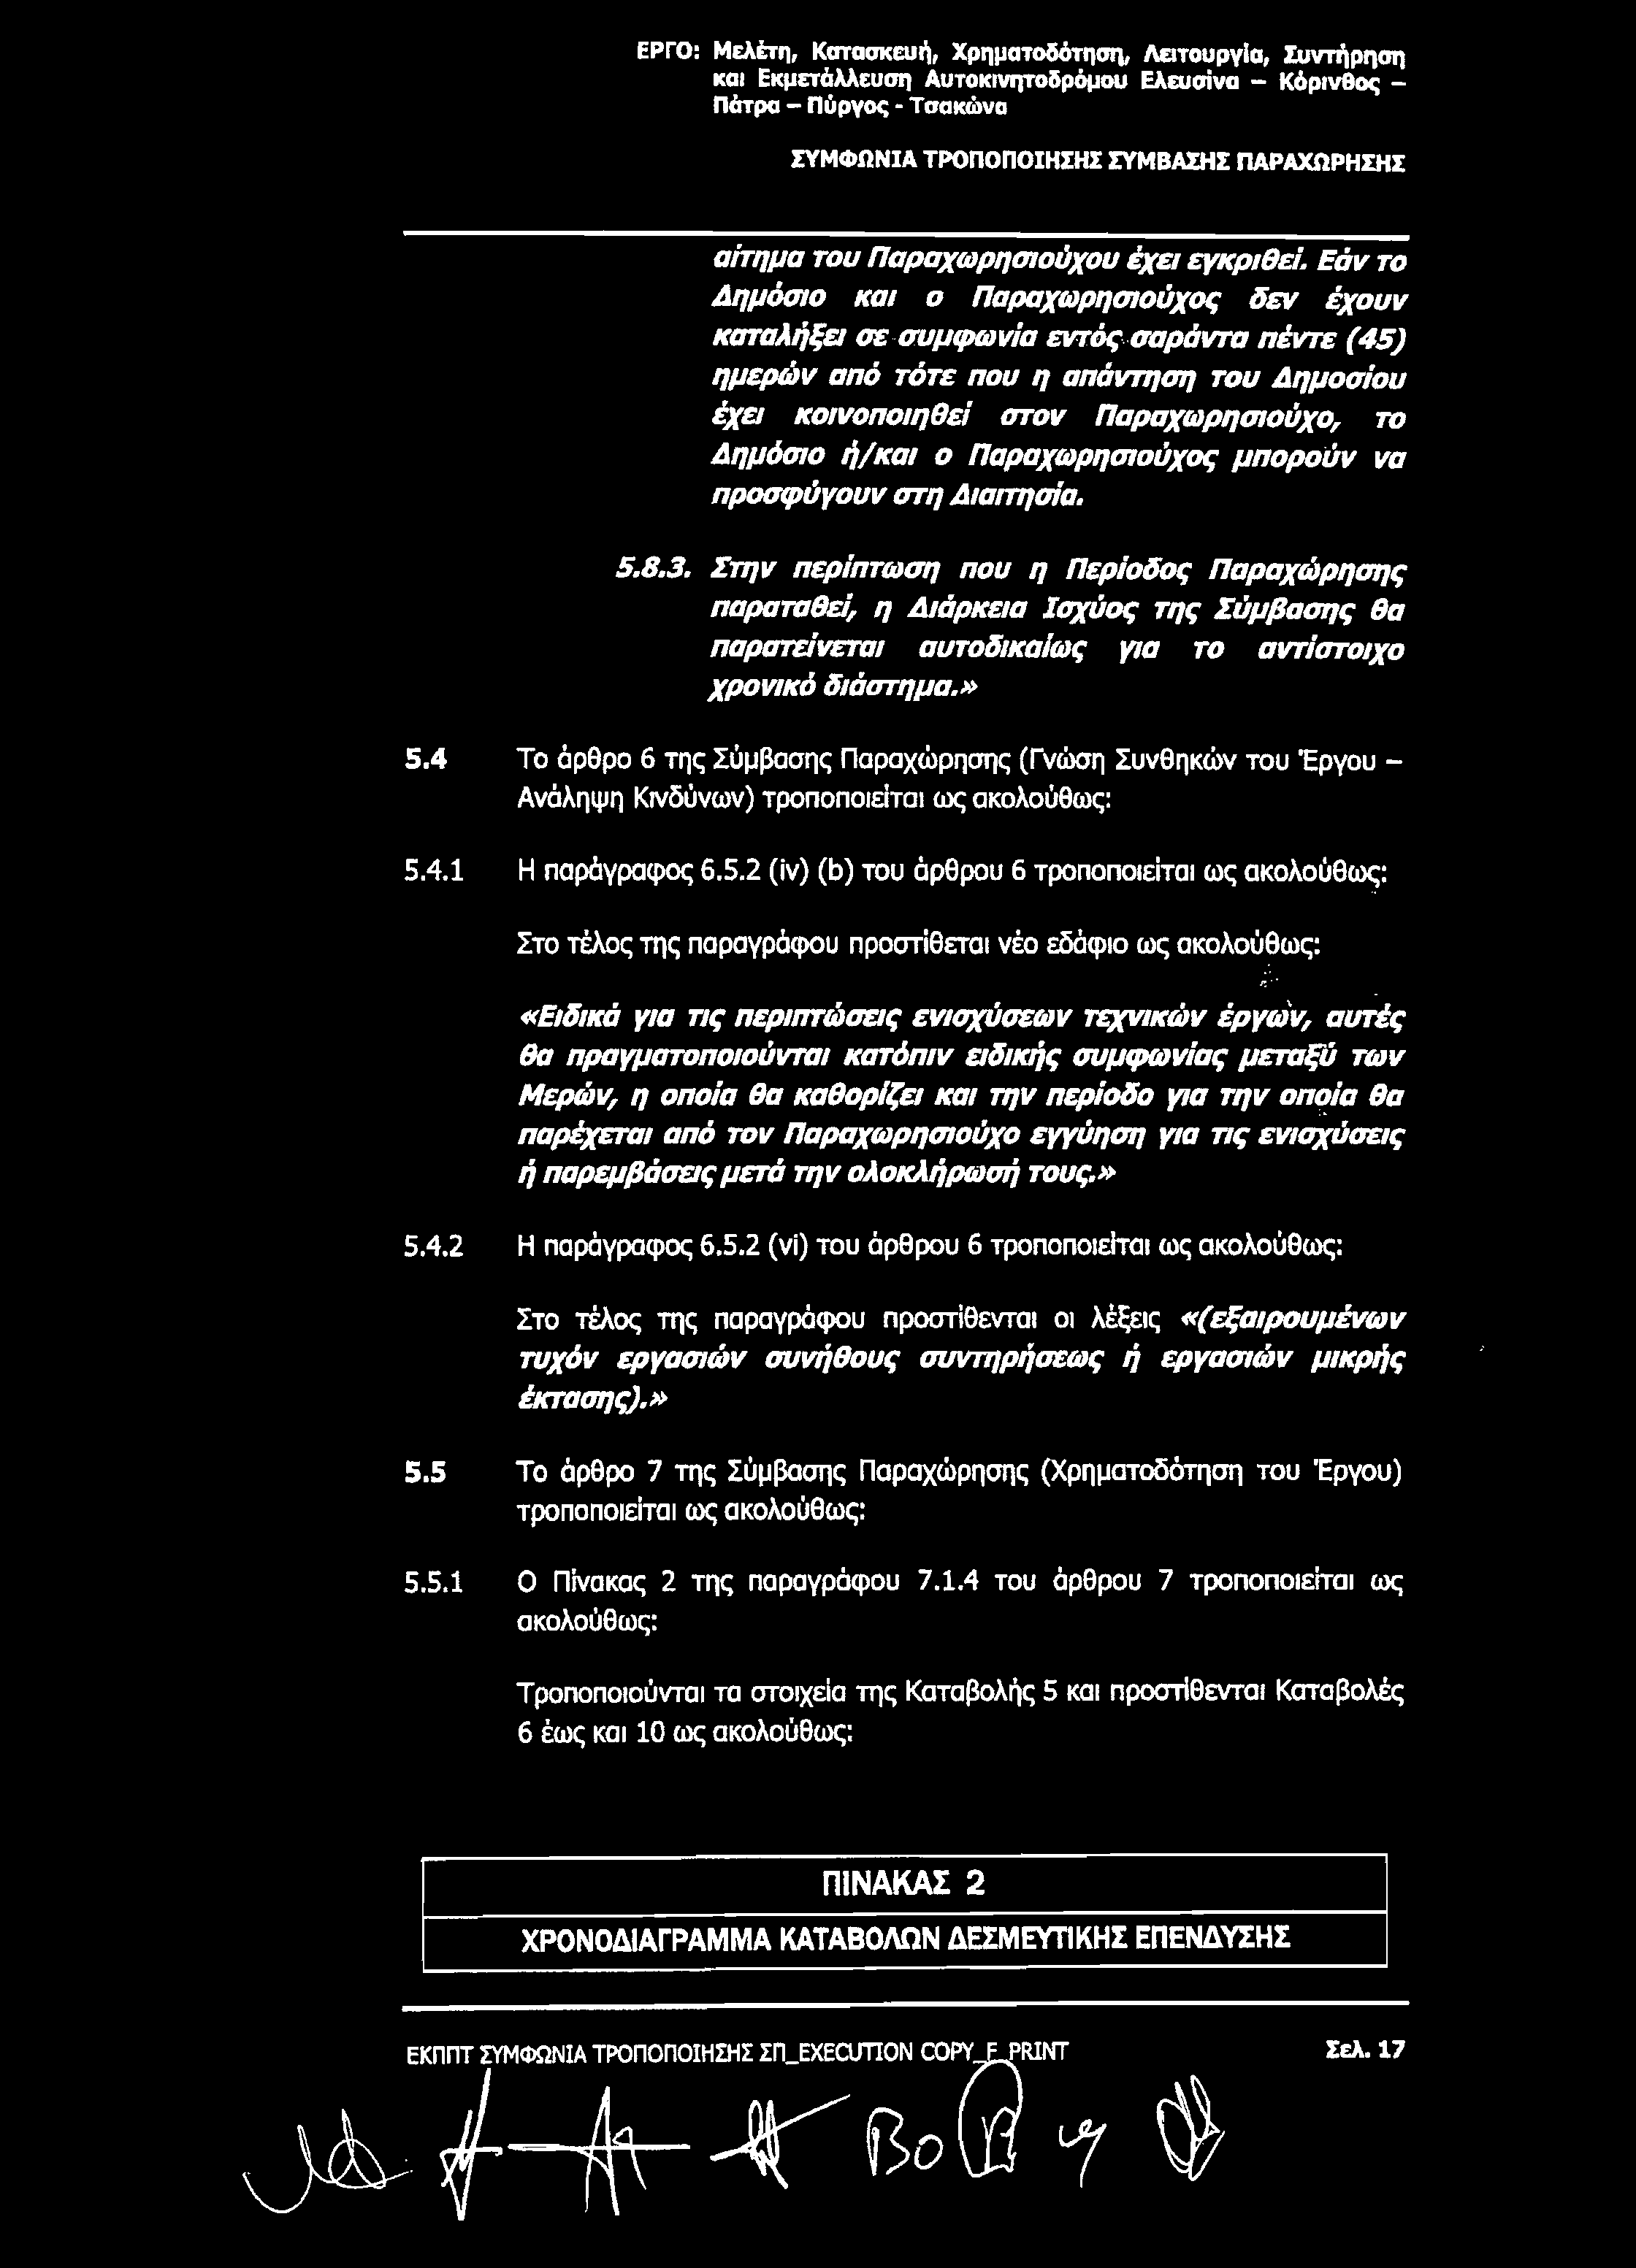 ΕΡΓΟ: Μελέτη, Κατασκευή, Χρηματοδότηση, Λειτουργία, Συντήρηση
και Εκμετάλλευση Αυτοκινητοδρόμου Ελευσίνα – Κόρινθος –
Πάτρα – Πύργος - Τσακώνα
ΣΥΜΦΩΝΙΑ ΤΡΟΠΟΠΟΙΗΣΗΣ ΣΥΜΒΑΣΗΣ ΠΑΡΑΧΩΡΗΣΗΣ
αίτημα του Παραχωρησιούχου έχει εγκριθεί. Εάν το
Δημόσιο και ο Παραχωρησιούχος δεν έχουν
καταλήξει σε συμφωνία εντός σαράντα πέντε (45)
ημερών από τότε που η απάντηση του Δημοσίου
έχει κοινοποιηθεί στον Παραχωρησιούχο, το
Δημόσιο ή/και ο Παραχωρησιούχος μπορούν να
προσφύγουν στη Διαιτησία.
5.8.3. Στην περίπτωση που η Περίοδος Παραχώρησης
παραταθεί, η Διάρκεια Ισχύος της Σύμβασης θα
παρατείνεται αυτοδικαίως για το αντίστοιχο
χρονικό διάστημα.»
5.4 Το άρθρο 6 της Σύμβασης Παραχώρησης (Γνώση Συνθηκών του Έργου –
Ανάληψη Κινδύνων) τροποποιείται ως ακολούθως:
5.4.1 Η παράγραφος 6.5.2 (iv) (b) του άρθρου 6 τροποποιείται ως ακολούθως:
Στο τέλος της παραγράφου προστίθεται νέο εδάφιο ως ακολούθως:
«Ειδικά για τις περιπτώσεις ενισχύσεων τεχνικών έργων, αυτές
θα πραγματοποιούνται κατόπιν ειδικής συμφωνίας μεταξύ των
Μερών, η οποία θα καθορίζει και την περίοδο για την οποία θα
παρέχεται από τον Παραχωρησιούχο εγγύηση για τις ενισχύσεις
ή παρεμβάσεις μετά την ολοκλήρωσή τους.»
5.4.2 Η παράγραφος 6.5.2 (vi) του άρθρου 6 τροποποιείται ως ακολούθως:
Στο τέλος της παραγράφου προστίθενται οι λέξεις «(εξαιρουμένων
τυχόν εργασιών συνήθους συντηρήσεως ή εργασιών μικρής
έκτασης).»
5.5 Το άρθρο 7 της Σύμβασης Παραχώρησης (Χρηματοδότηση του Έργου)
τροποποιείται ως ακολούθως:
5.5.1 Ο Πίνακας 2 της παραγράφου 7.1.4 του άρθρου 7 τροποποιείται ως
ακολούθως:
Τροποποιούνται τα στοιχεία της Καταβολής 5 και προστίθενται Καταβολές
6 έως και 10 ως ακολούθως:
ΠΙΝΑΚΑΣ 2
ΧΡΟΝΟΔΙΑΓΡΑΜΜΑ ΚΑΤΑΒΟΛΩΝ ΔΕΣΜΕΥΤΙΚΗΣ ΕΠΕΝΔΥΣΗΣ
ΕΚΠΠΤ ΣΥΜΦΩΝΙΑ ΤΡΟΠΟΠΟΙΗΣΗΣ ΣΠ_EXECUTION COPY_F_PRINT Σελ. 17